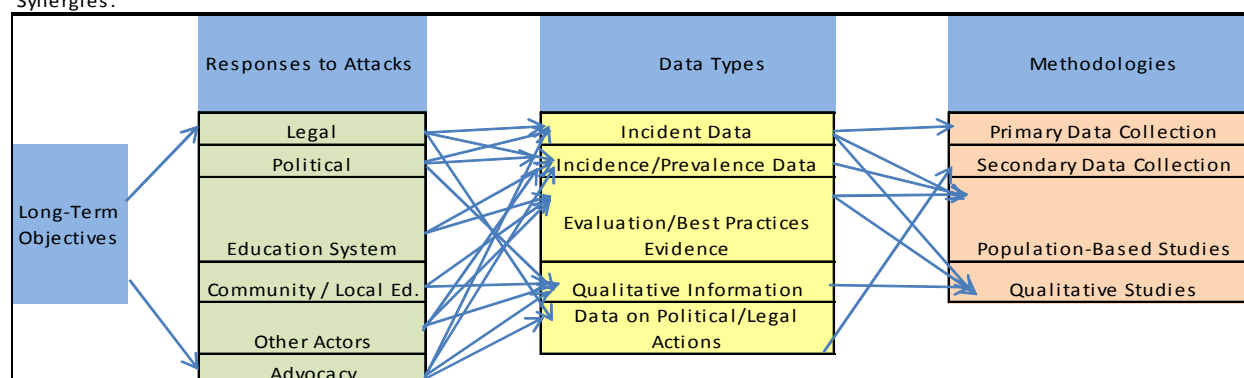 Synergies:
Responses to Attacks
Data Types
Methodologies
Long-Term
Objectives
Legal
Political
Education System
Community / Local Ed.
Other Actors
Advocacy
Incident Data
Incidence/Prevalence Data
Evaluation/Best Practices
Evidence
Qualitative Information
Data on Political/Legal
Actions
Primary Data Collection
Secondary Data Collection
Population-Based Studies
Qualitative Studies